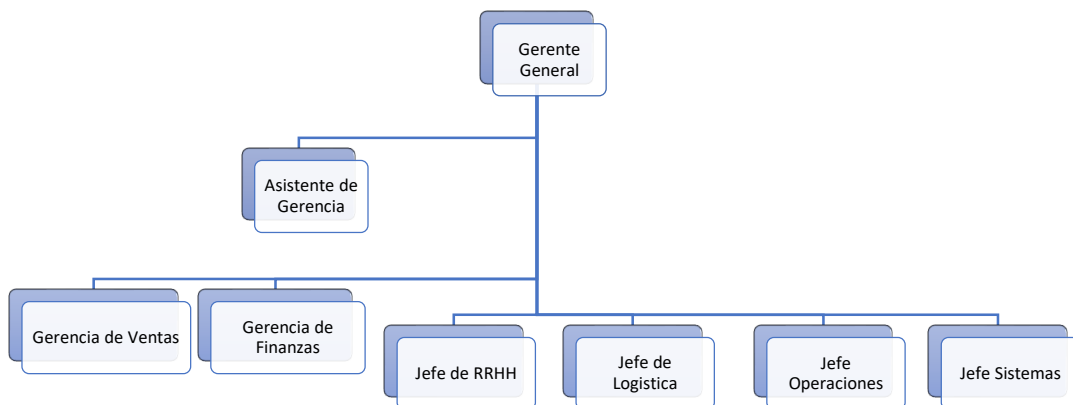 Gerente
General
Asistente de
Gerencia
Gerencia de Ventas
Gerencia de
Finanzas
Jefe de RRHH
Jefe de
Logistica
Jefe
Operaciones
Jefe Sistemas